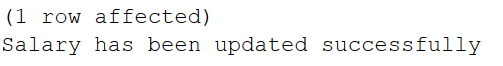 (1 row affected)
Salary has been updated successfully